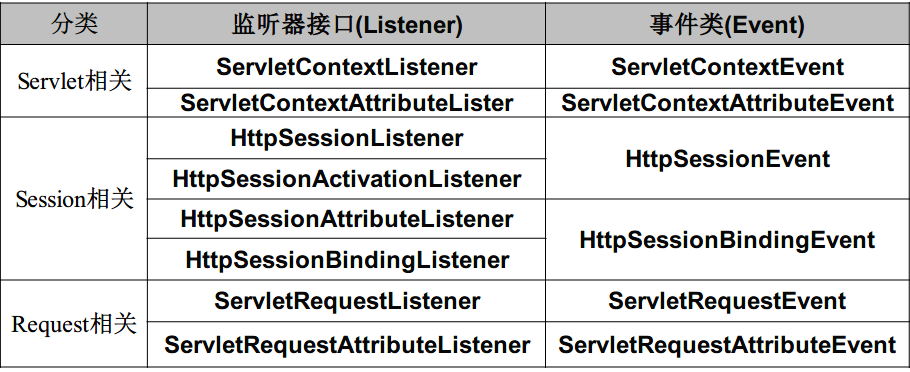 分类 监听器接口(Listener) 事件类(Event)
Servlet相关 ServletContextListener ServletContextEvent
ServletContextAttributeLister ServletContextAttributeEvent
Session相关 HttpSessionListener HttpSessionEvent
HttpSessionActivationListener
HttpSessionAttributeListener HttpSessionBindingEvent
HttpSessionBindingListener
Request相关 ServletRequestListener ServletRequestEvent
ServletRequestAttributeListener ServletRequestAttributeEvent